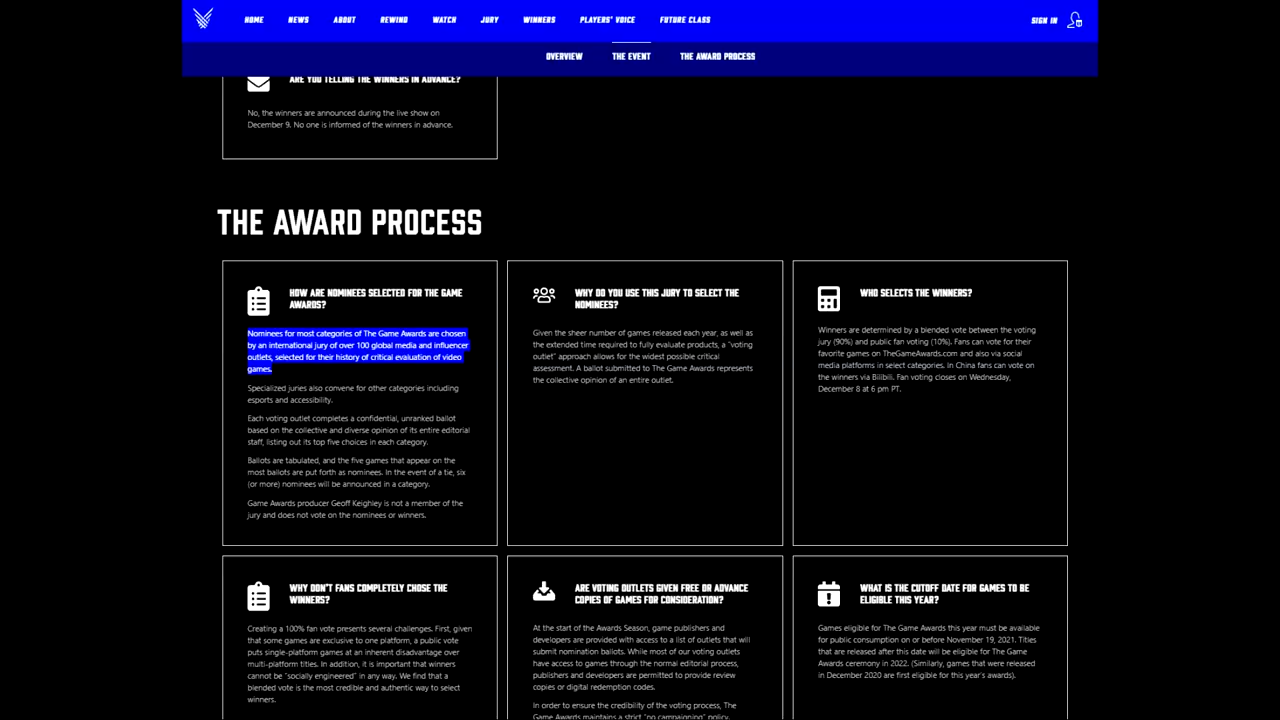 HOME NEWS ABOUT REWIND WATCH JURY WINNERS PLAYERS' VOICE FUTURE CLASS SIGN IN
OVERVIEW THE EVENT THE AWARD PROCESS
ARE YOU TELLING THE WINNERS IN ADVANCE?
No, the winners are announced during the live show on
December 9. No one is informed of the winners in advance.
THE AWARD PROCESS
HOW ARE NOMINEES SELECTED FOR THE GAME
AWARDS?
Nominees for most categories of The Game Awards are chosen
by an international jury of over 100 global media and influencer
outlets, selected for their history of critical evaluation of video
games.
Specialized juries also convene for other categories including
esports and accessibility.
Each voting outlet completes a confidential, unranked ballot
based on the collective and diverse opinion of its entire editorial
staff, listing out its top five choices in each category.
Ballots are tabulated, and the five games that appear on the
most ballots are put forth as nominees. In the event of a tie, six
(or more) nominees will be announced in a category.
Game Awards producer Geoff Keighley is not a member of the
jury and does not vote on the nominees or winners.
WHY DO YOU USE THIS JURY TO SELECT THE
NOMINEES?
Given the sheer number of games released each year, as well as
the extended time required to fully evaluate products, a "voting
outlet" approach allows for the widest possible critical
assessment. A ballot submitted to The Game Awards represents
the collective opinion of an entire outlet.
WHO SELECTS THE WINNERS?
Winners are determined by a blended vote between the voting
jury (90%) and public fan voting (10%). Fans can vote for their
favorite games on TheGameAwards.com and also via social
media platforms in select categories. In China fans can vote on
the winners via Bilibili. Fan voting closes on Wednesday,
December 8 at 6 pm PT.
WHY DON'T FANS COMPLETELY CHOSE THE
WINNERS?
Creating a 100% fan vote presents several challenges. First, given
that some games are exclusive to one platform, a public vote
puts single-platform games at an inherent disadvantage over
multi-platform titles. In addition, it is important that winners
cannot be "socially engineered" in any way. We find that a
blended vote is the most credible and authentic way to select
winners.
ARE VOTING OUTLETS GIVEN FREE OR ADVANCE
COPIES OF GAMES FOR CONSIDERATION?
At the start of the Awards Season, game publishers and
developers are provided with access to a list of outlets that will
submit nomination ballots. While most of our voting outlets
have access to games through the normal editorial process,
publishers and developers are permitted to provide review
copies or digital redemption codes.
In order to ensure the credibility of the voting process, The
Game Awards maintains a strict "no campaigning" policy.
WHAT IS THE CUTOFF DATE FOR GAMES TO BE
ELIGIBLE THIS YEAR?
Games eligible for The Game Awards this year must be available
for public consumption on or before November 19, 2021. Titles
that are released after this date will be eligible for The Game
Awards ceremony in 2022. (Similarly, games that were released
in December 2020 are first eligible for this year's awards).